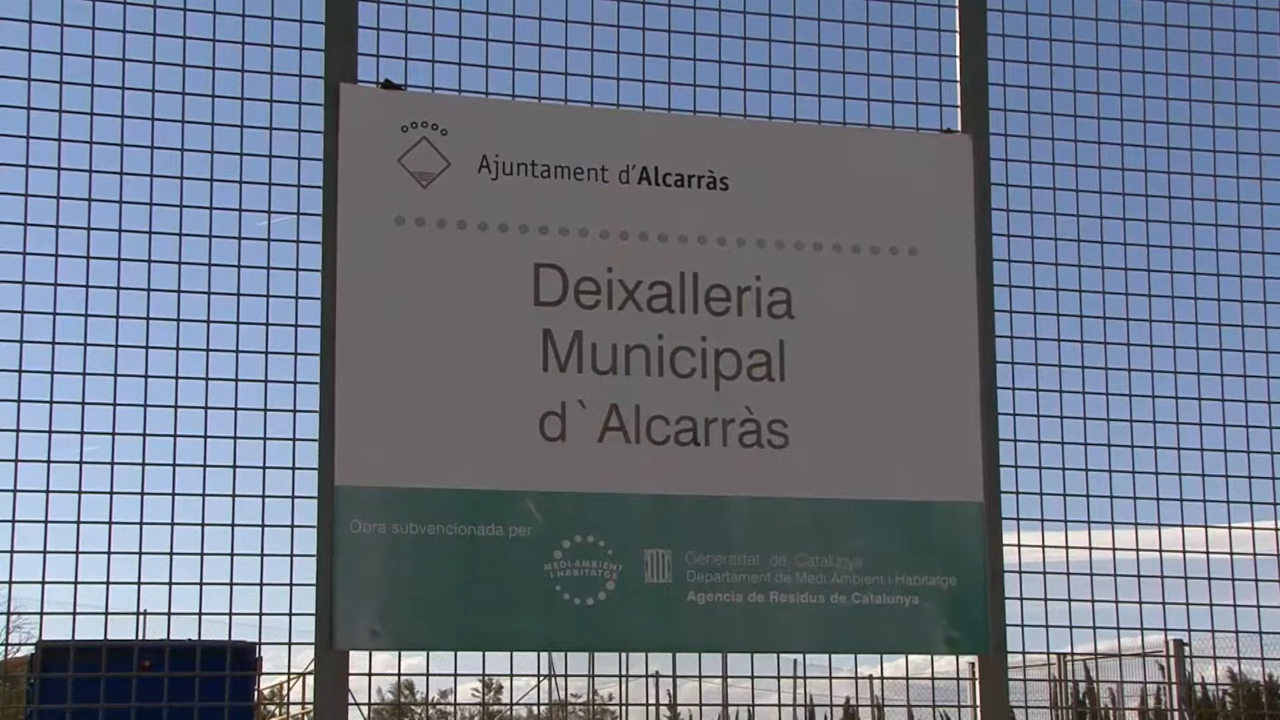 Ajuntament d'Alcarràs
Deixalleria
Municipal
d`Alcarràs
Obra subvencionada per
MEDI AMBIENT
I HABITATGE
Generalitat de Catalunya
Departament de Medi Ambient i Habitatge
Agència de Residus de Catalunya